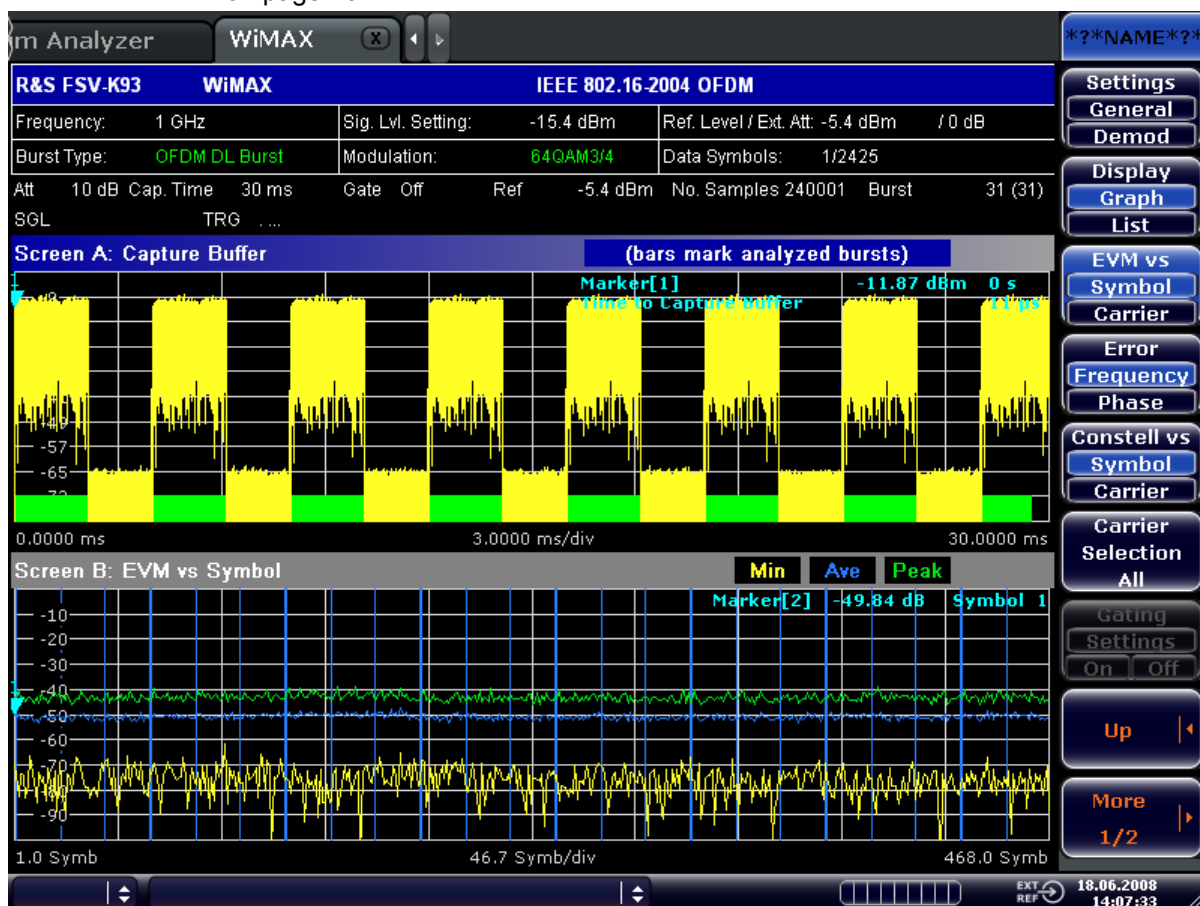 m Analyzer WiMAX X *?*NAME*?*
R&S FSV-K93 WiMAX IEEE 802.16-2004 OFDM
Frequency: 1 GHz Sig. Lvl. Setting: -15.4 dBm Ref. Level / Ext. Att: -5.4 dBm / 0 dB
Burst Type: OFDM DL Burst Modulation: 64QAM3/4 Data Symbols: 1/2425
Att 10 dB Cap. Time 30 ms Gate Off Ref -5.4 dBm No. Samples 240001 Burst 31 (31)
SGL TRG . ...
Screen A: Capture Buffer (bars mark analyzed bursts)
1 Marker[1] -11.87 dBm 0 s
Time to Capture Buffer 11 µs
-49
-57
-65
0.0000 ms 3.0000 ms/div 30.0000 ms
Screen B: EVM vs Symbol Min Ave Peak
Marker[2] -49.84 dB Symbol 1
-10
-20
-30
-40
-50
-60
-70
-90
1.0 Symb 46.7 Symb/div 468.0 Symb
Settings
General
Demod
Display
Graph
List
EVM vs
Symbol
Carrier
Error
Frequency
Phase
Constell vs
Symbol
Carrier
Carrier
Selection
All
Gating
Settings
On Off
Up
More
1/2
EXT
REF
18.06.2008
14:07:33